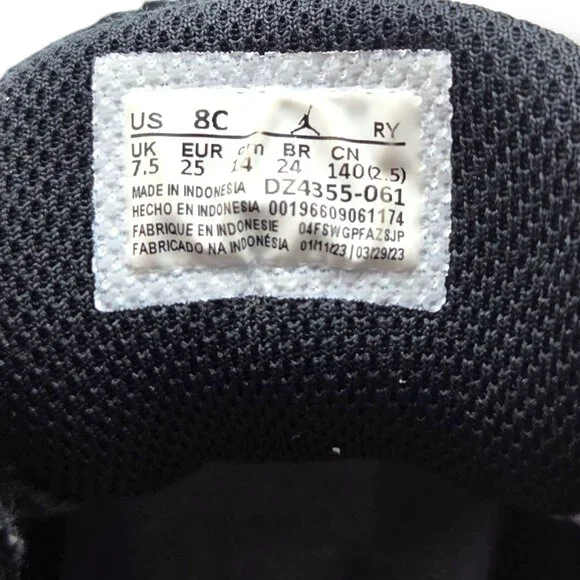 US 8C RY
UK EUR cm BR CN
7.5 25 14 24 140(2.5)
MADE IN INDONESIA DZ4355-061
HECHO EN INDONESIA 00196609061174
FABRIQUE EN INDONESIE 04FSWGPFAZ8JP
FABRICADO NA INDONÉSIA 01/11/23 | 03/29/23